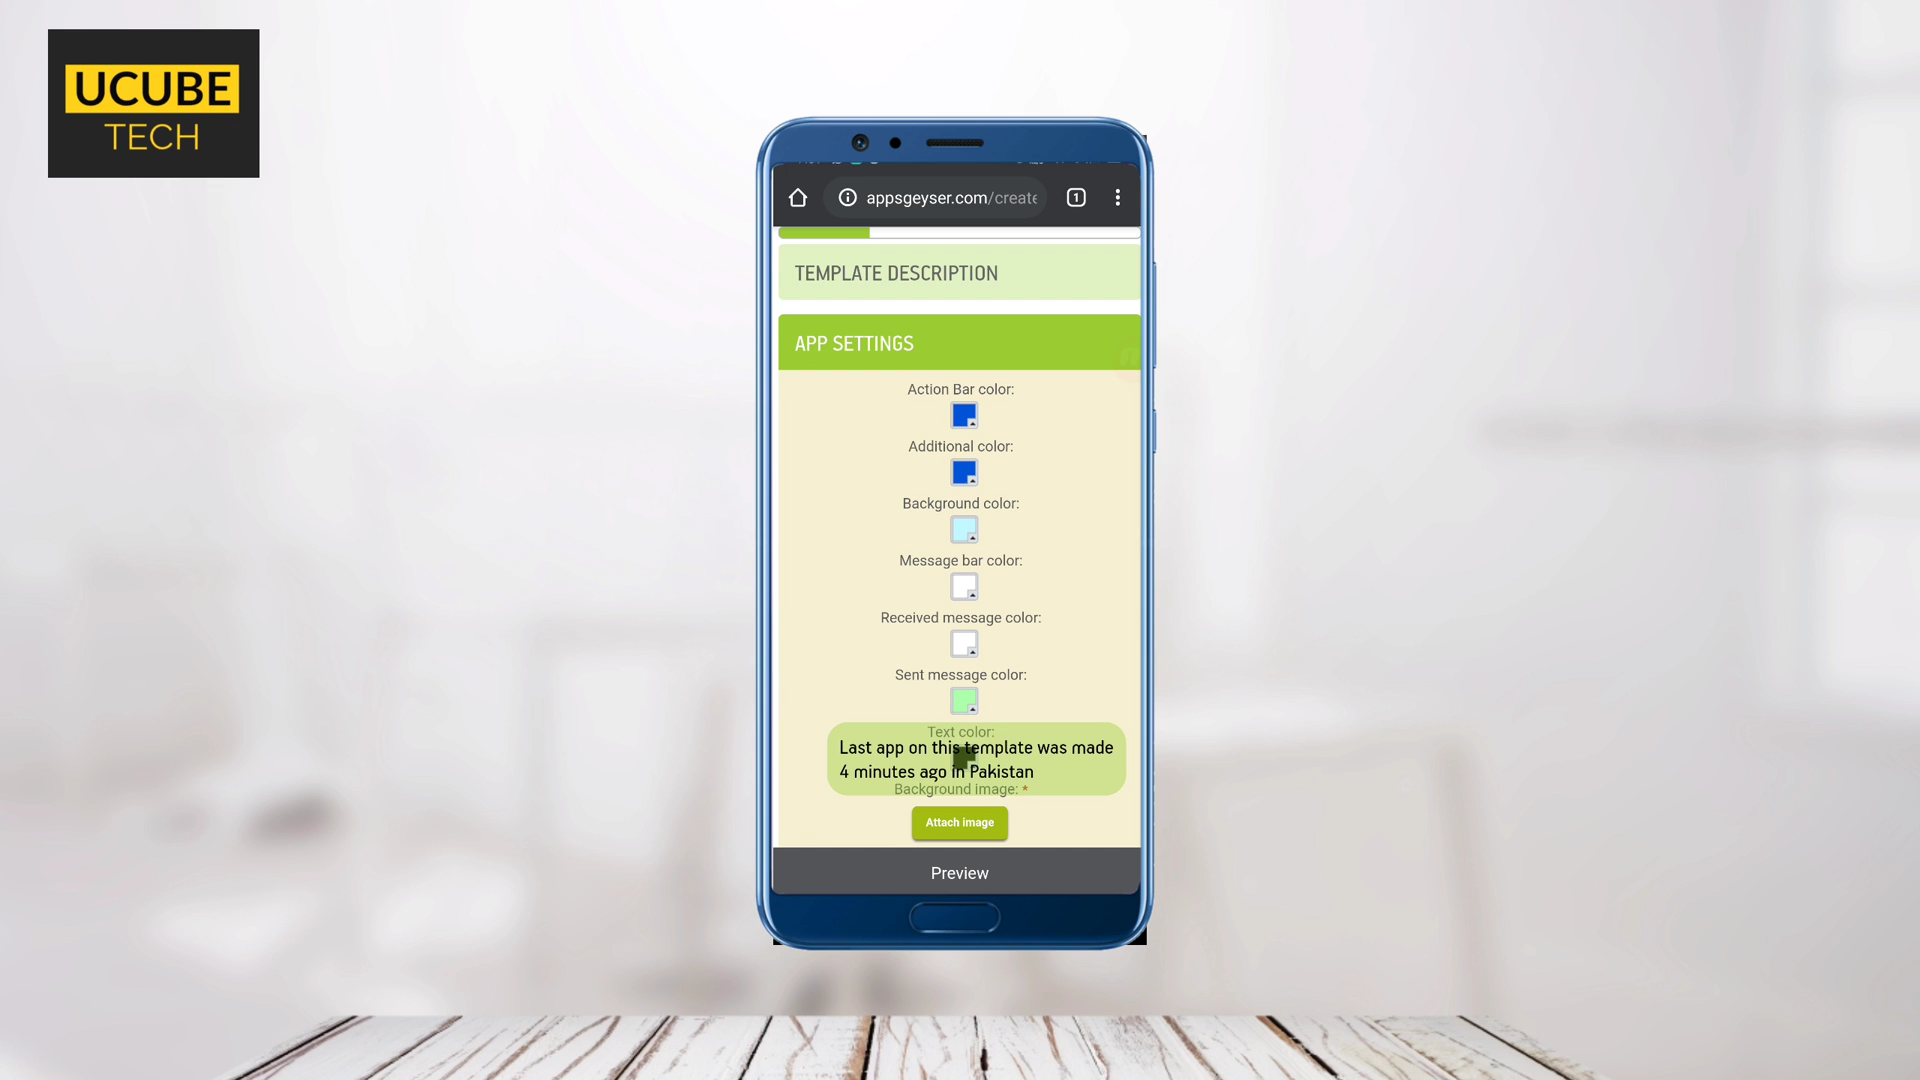 UCUBE
TECH
appsgeyser.com/create
1
TEMPLATE DESCRIPTION
APP SETTINGS
Action Bar color:
Additional color:
Background color:
Message bar color:
Received message color:
Sent message color:
Text color:
Last app on this template was made
4 minutes ago in Pakistan
Background image: *
Attach image
Preview